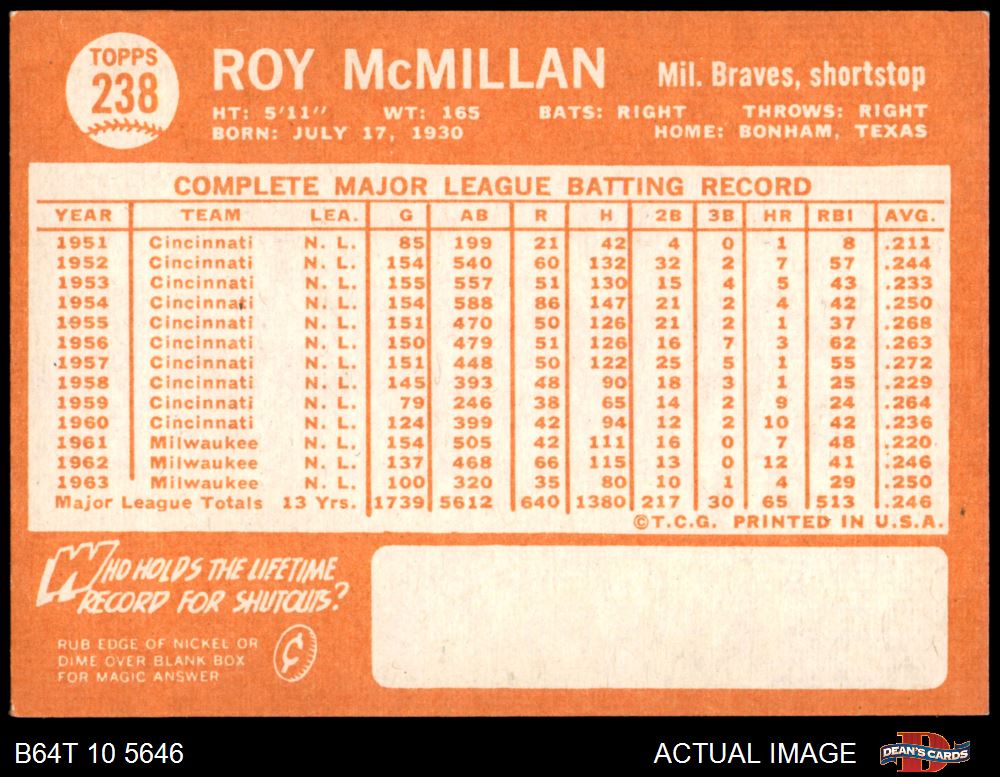 TOPPS
238
ROY McMILLAN
Mil. Braves, shortstop
HT: 5'11" WT: 165 BATS: RIGHT THROWS: RIGHT
BORN: JULY 17, 1930 HOME: BONHAM, TEXAS
COMPLETE MAJOR LEAGUE BATTING RECORD
YEAR TEAM LEA. G AB R H 2B 3B HR RBI AVG.
1951 Cincinnati N. L. 85 199 21 42 4 0 1 8 .211
1952 Cincinnati N. L. 154 540 60 132 32 2 7 57 .244
1953 Cincinnati N. L. 155 557 51 130 15 4 5 43 .233
1954 Cincinnati N. L. 154 588 86 147 21 2 4 42 .250
1955 Cincinnati N. L. 151 470 50 126 21 2 1 37 .268
1956 Cincinnati N. L. 150 479 51 126 16 7 3 62 .263
1957 Cincinnati N. L. 151 448 50 122 25 5 1 55 .272
1958 Cincinnati N. L. 145 393 48 90 18 3 1 25 .229
1959 Cincinnati N. L. 79 246 38 65 14 2 9 24 .264
1960 Cincinnati N. L. 124 399 42 94 12 2 10 42 .236
1961 Milwaukee N. L. 154 505 42 111 16 0 7 48 .220
1962 Milwaukee N. L. 137 468 66 115 13 0 12 41 .246
1963 Milwaukee N. L. 100 320 35 80 10 1 4 29 .250
Major League Totals 13 Yrs. 1739 5612 640 1380 217 30 65 513 .246
©T.C.G. PRINTED IN U.S.A.
WHO HOLDS THE LIFETIME
RECORD FOR SHUTOUTS?
RUB EDGE OF NICKEL OR
DIME OVER BLANK BOX
FOR MAGIC ANSWER
¢
B64T 10 5646
ACTUAL IMAGE
DEAN'S CARDS